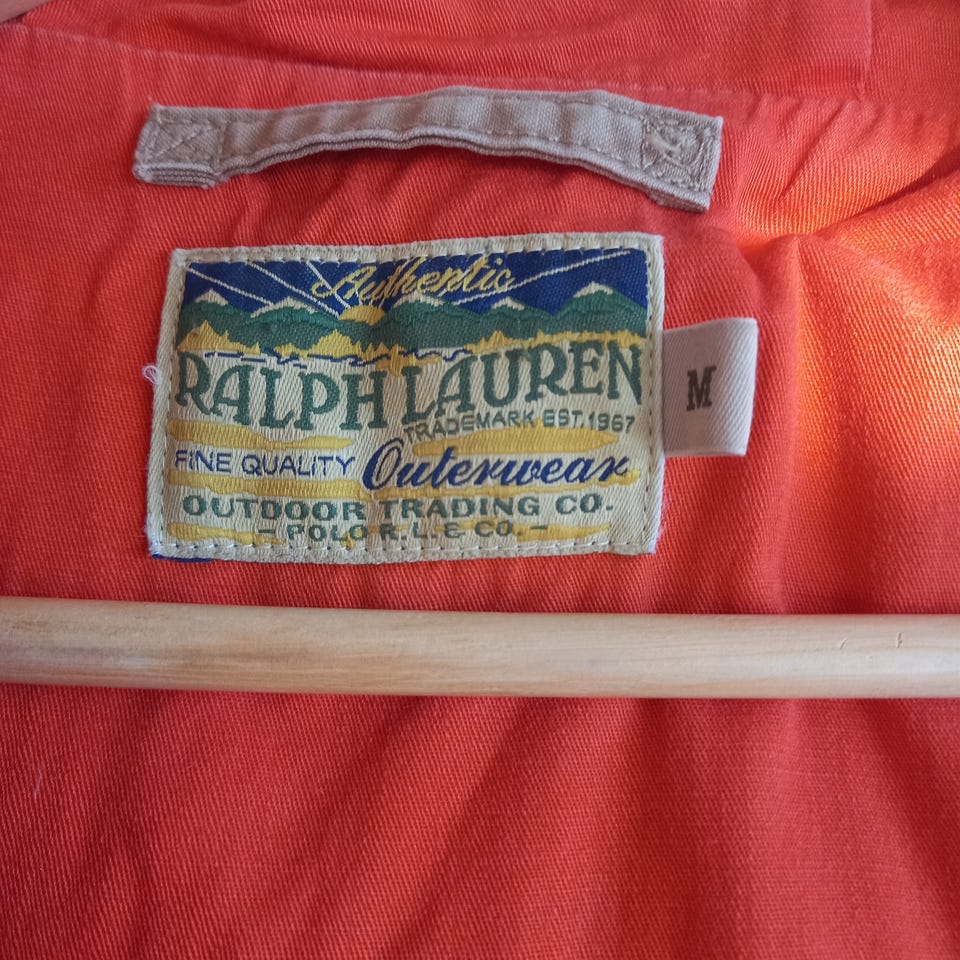 Authentic
RALPH LAUREN
TRADEMARK EST. 1967
FINE QUALITY Outerwear
OUTDOOR TRADING CO.
- POLO R.L. & CO. -
M